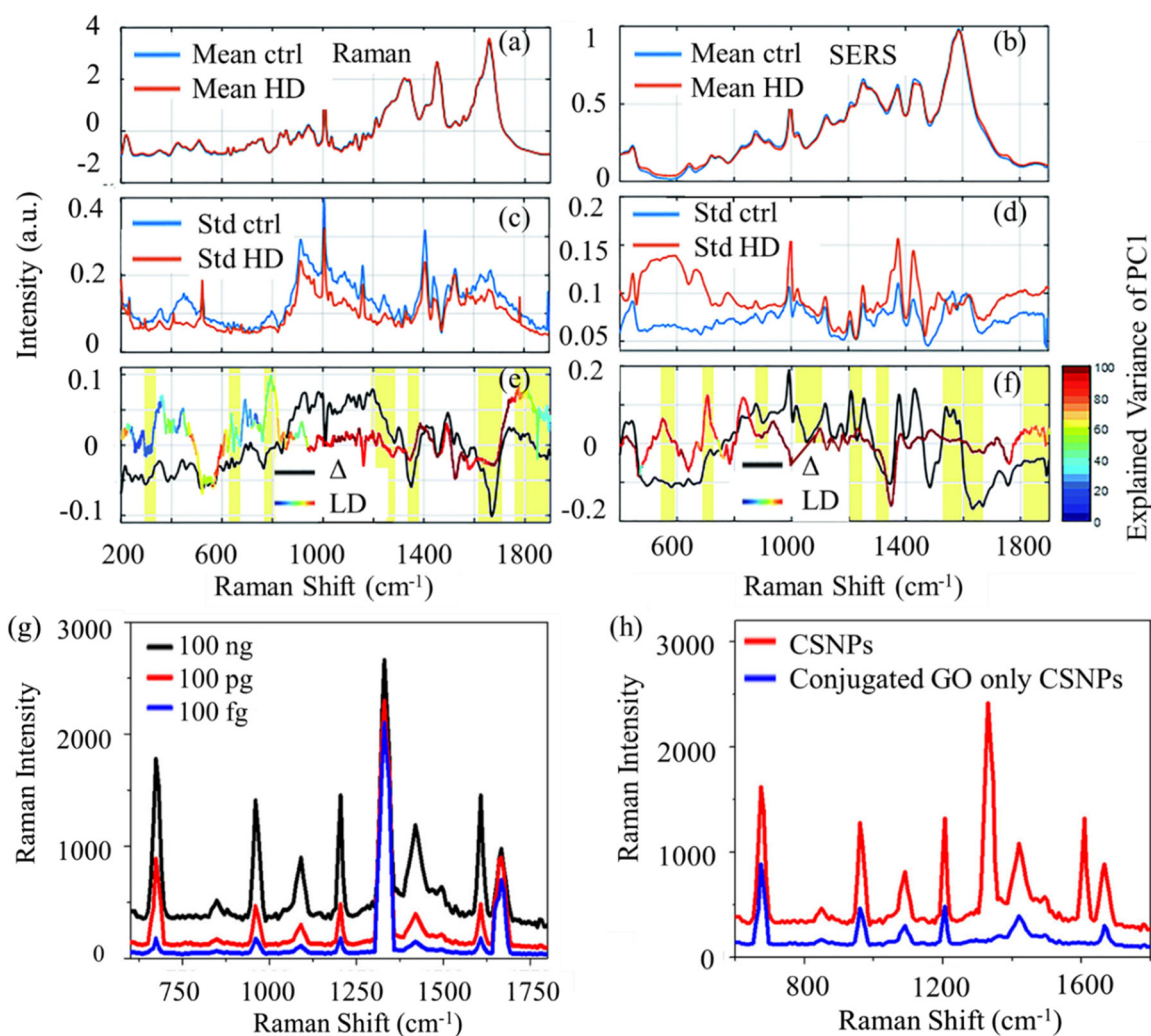 4
2
0
-2
Mean ctrl
Mean HD
Raman
(a)
1
0.5
0
Mean ctrl
Mean HD
SERS
(b)
Intensity (a.u.)
0.4
0.2
0
Std ctrl
Std HD
(c)
0.2
0.15
0.1
0.05
Std ctrl
Std HD
(d)
0.1
0
-0.1
(e)
Δ
LD
200
600
1000
1400
1800
Raman Shift (cm⁻¹)
0.2
0
-0.2
(f)
Δ
LD
600
1000
1400
1800
Raman Shift (cm⁻¹)
100
80
60
40
20
0
Explained Variance of PC1
(g)
3000
2000
1000
0
Raman Intensity
100 ng
100 pg
100 fg
750
1000
1250
1500
1750
Raman Shift (cm⁻¹)
(h)
3000
2000
1000
0
Raman Intensity
CSNPs
Conjugated GO only CSNPs
800
1200
1600
Raman Shift (cm⁻¹)